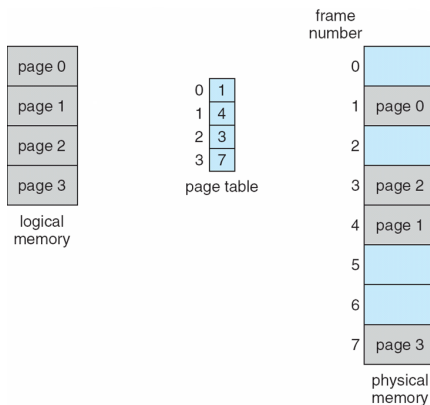 frame
number
page 0
page 1
page 2
page 3
logical
memory
0 1
1 4
2 3
3 7
page table
0
1 page 0
2
3 page 2
4 page 1
5
6
7 page 3
physical
memory